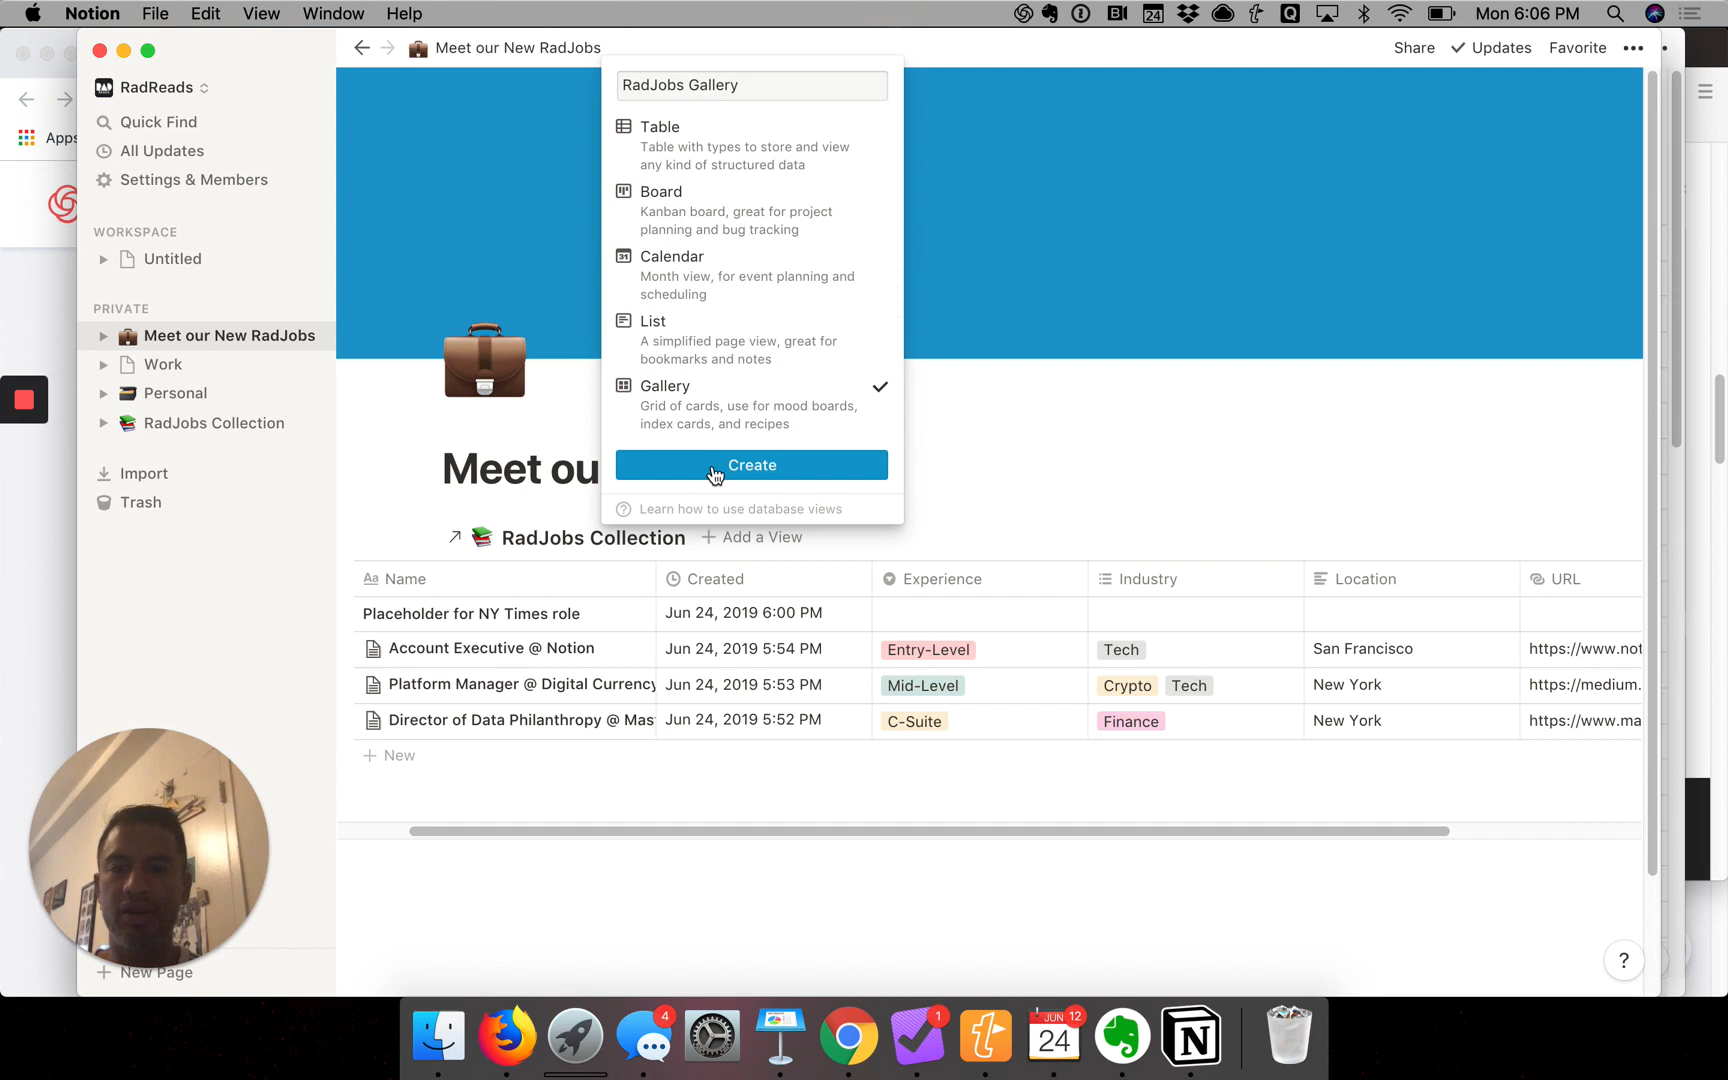 Notion File Edit View Window Help
24
Mon 6:06 PM
RAD READS RadReads
Quick Find
All Updates
Settings & Members
WORKSPACE
Untitled
PRIVATE
Meet our New RadJobs
Work
Personal
RadJobs Collection
Import
Trash
New Page
Apps
Meet our New RadJobs
Share Updates Favorite
RadJobs Gallery
Table
Table with types to store and view
any kind of structured data
Board
Kanban board, great for project
planning and bug tracking
31 Calendar
Month view, for event planning and
scheduling
List
A simplified page view, great for
bookmarks and notes
Gallery
Grid of cards, use for mood boards,
index cards, and recipes
Create
? Learn how to use database views
Meet ou
RadJobs Collection + Add a View
Aa Name Created Experience Industry Location URL
Placeholder for NY Times role Jun 24, 2019 6:00 PM
Account Executive @ Notion Jun 24, 2019 5:54 PM Entry-Level Tech San Francisco https://www.not
Platform Manager @ Digital Currency Jun 24, 2019 5:53 PM Mid-Level Crypto Tech New York https://medium.
Director of Data Philanthropy @ Mas Jun 24, 2019 5:52 PM C-Suite Finance New York https://www.ma
+ New
?
4
1
JUN 12
24
t
N